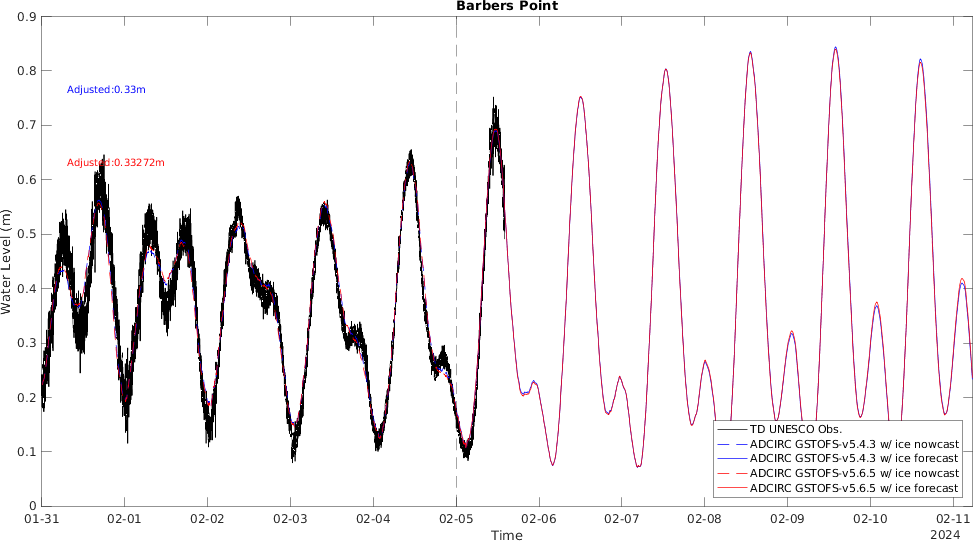 Barbers Point
0.9
0.8
0.7
0.6
0.5
0.4
0.3
0.2
0.1
0
Water Level (m)
Adjusted:0.33m
Adjusted:0.33272m
TD UNESCO Obs.
ADCIRC GSTOFS-v5.4.3 w/ ice nowcast
ADCIRC GSTOFS-v5.4.3 w/ ice forecast
ADCIRC GSTOFS-v5.6.5 w/ ice nowcast
ADCIRC GSTOFS-v5.6.5 w/ ice forecast
01-31 02-01 02-02 02-03 02-04 02-05 02-06 02-07 02-08 02-09 02-10 02-11
Time
2024